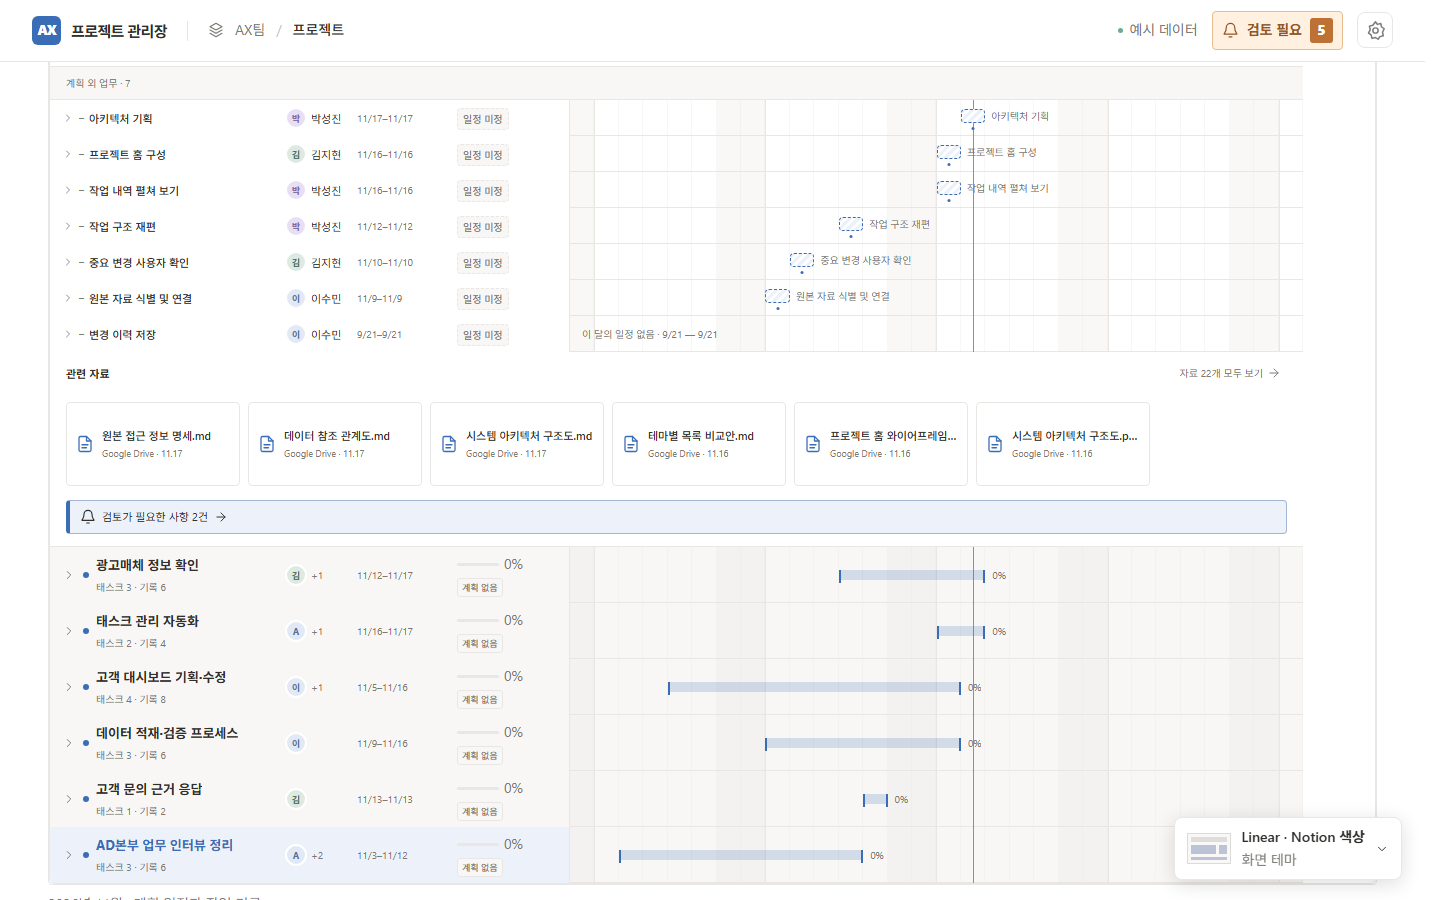 AX 프로젝트 관리장 AX팀 / 프로젝트 예시 데이터 검토 필요 5
계획 외 업무 · 7
아키텍처 기획 박 박성진 11/17–11/17 일정 미정 아키텍처 기획
프로젝트 홈 구성 김 김지현 11/16–11/16 일정 미정 프로젝트 홈 구성
작업 내역 펼쳐 보기 박 박성진 11/16–11/16 일정 미정 작업 내역 펼쳐 보기
작업 구조 재편 박 박성진 11/12–11/12 일정 미정 작업 구조 재편
중요 변경 사용자 확인 김 김지현 11/10–11/10 일정 미정 중요 변경 사용자 확인
원본 자료 식별 및 연결 이 이수민 11/9–11/9 일정 미정 원본 자료 식별 및 연결
변경 이력 저장 이 이수민 9/21–9/21 일정 미정 이 달의 일정 없음 · 9/21 — 9/21
관련 자료 자료 22개 모두 보기 →
원본 접근 정보 명세.md 데이터 참조 관계도.md 시스템 아키텍처 구조도.md 테마별 목록 비교안.md 프로젝트 홈 와이어프레임... 시스템 아키텍처 구조도.p...
Google Drive · 11.17 Google Drive · 11.17 Google Drive · 11.17 Google Drive · 11.16 Google Drive · 11.16 Google Drive · 11.16
검토가 필요한 사항 2건 →
광고매체 정보 확인 김 +1 11/12–11/17 0% 0%
태스크 3 · 기록 6 계획 없음
태스크 관리 자동화 A +1 11/16–11/17 0% 0%
태스크 2 · 기록 4 계획 없음
고객 대시보드 기획·수정 이 +1 11/5–11/16 0% 0%
태스크 4 · 기록 8 계획 없음
데이터 적재·검증 프로세스 이 11/9–11/16 0% 0%
태스크 3 · 기록 6 계획 없음
고객 문의 근거 응답 김 11/13–11/13 0% 0%
태스크 1 · 기록 2 계획 없음
AD본부 업무 인터뷰 정리 A +2 11/3–11/12 0% 0%
태스크 3 · 기록 6 계획 없음
Linear · Notion 색상
화면 테마